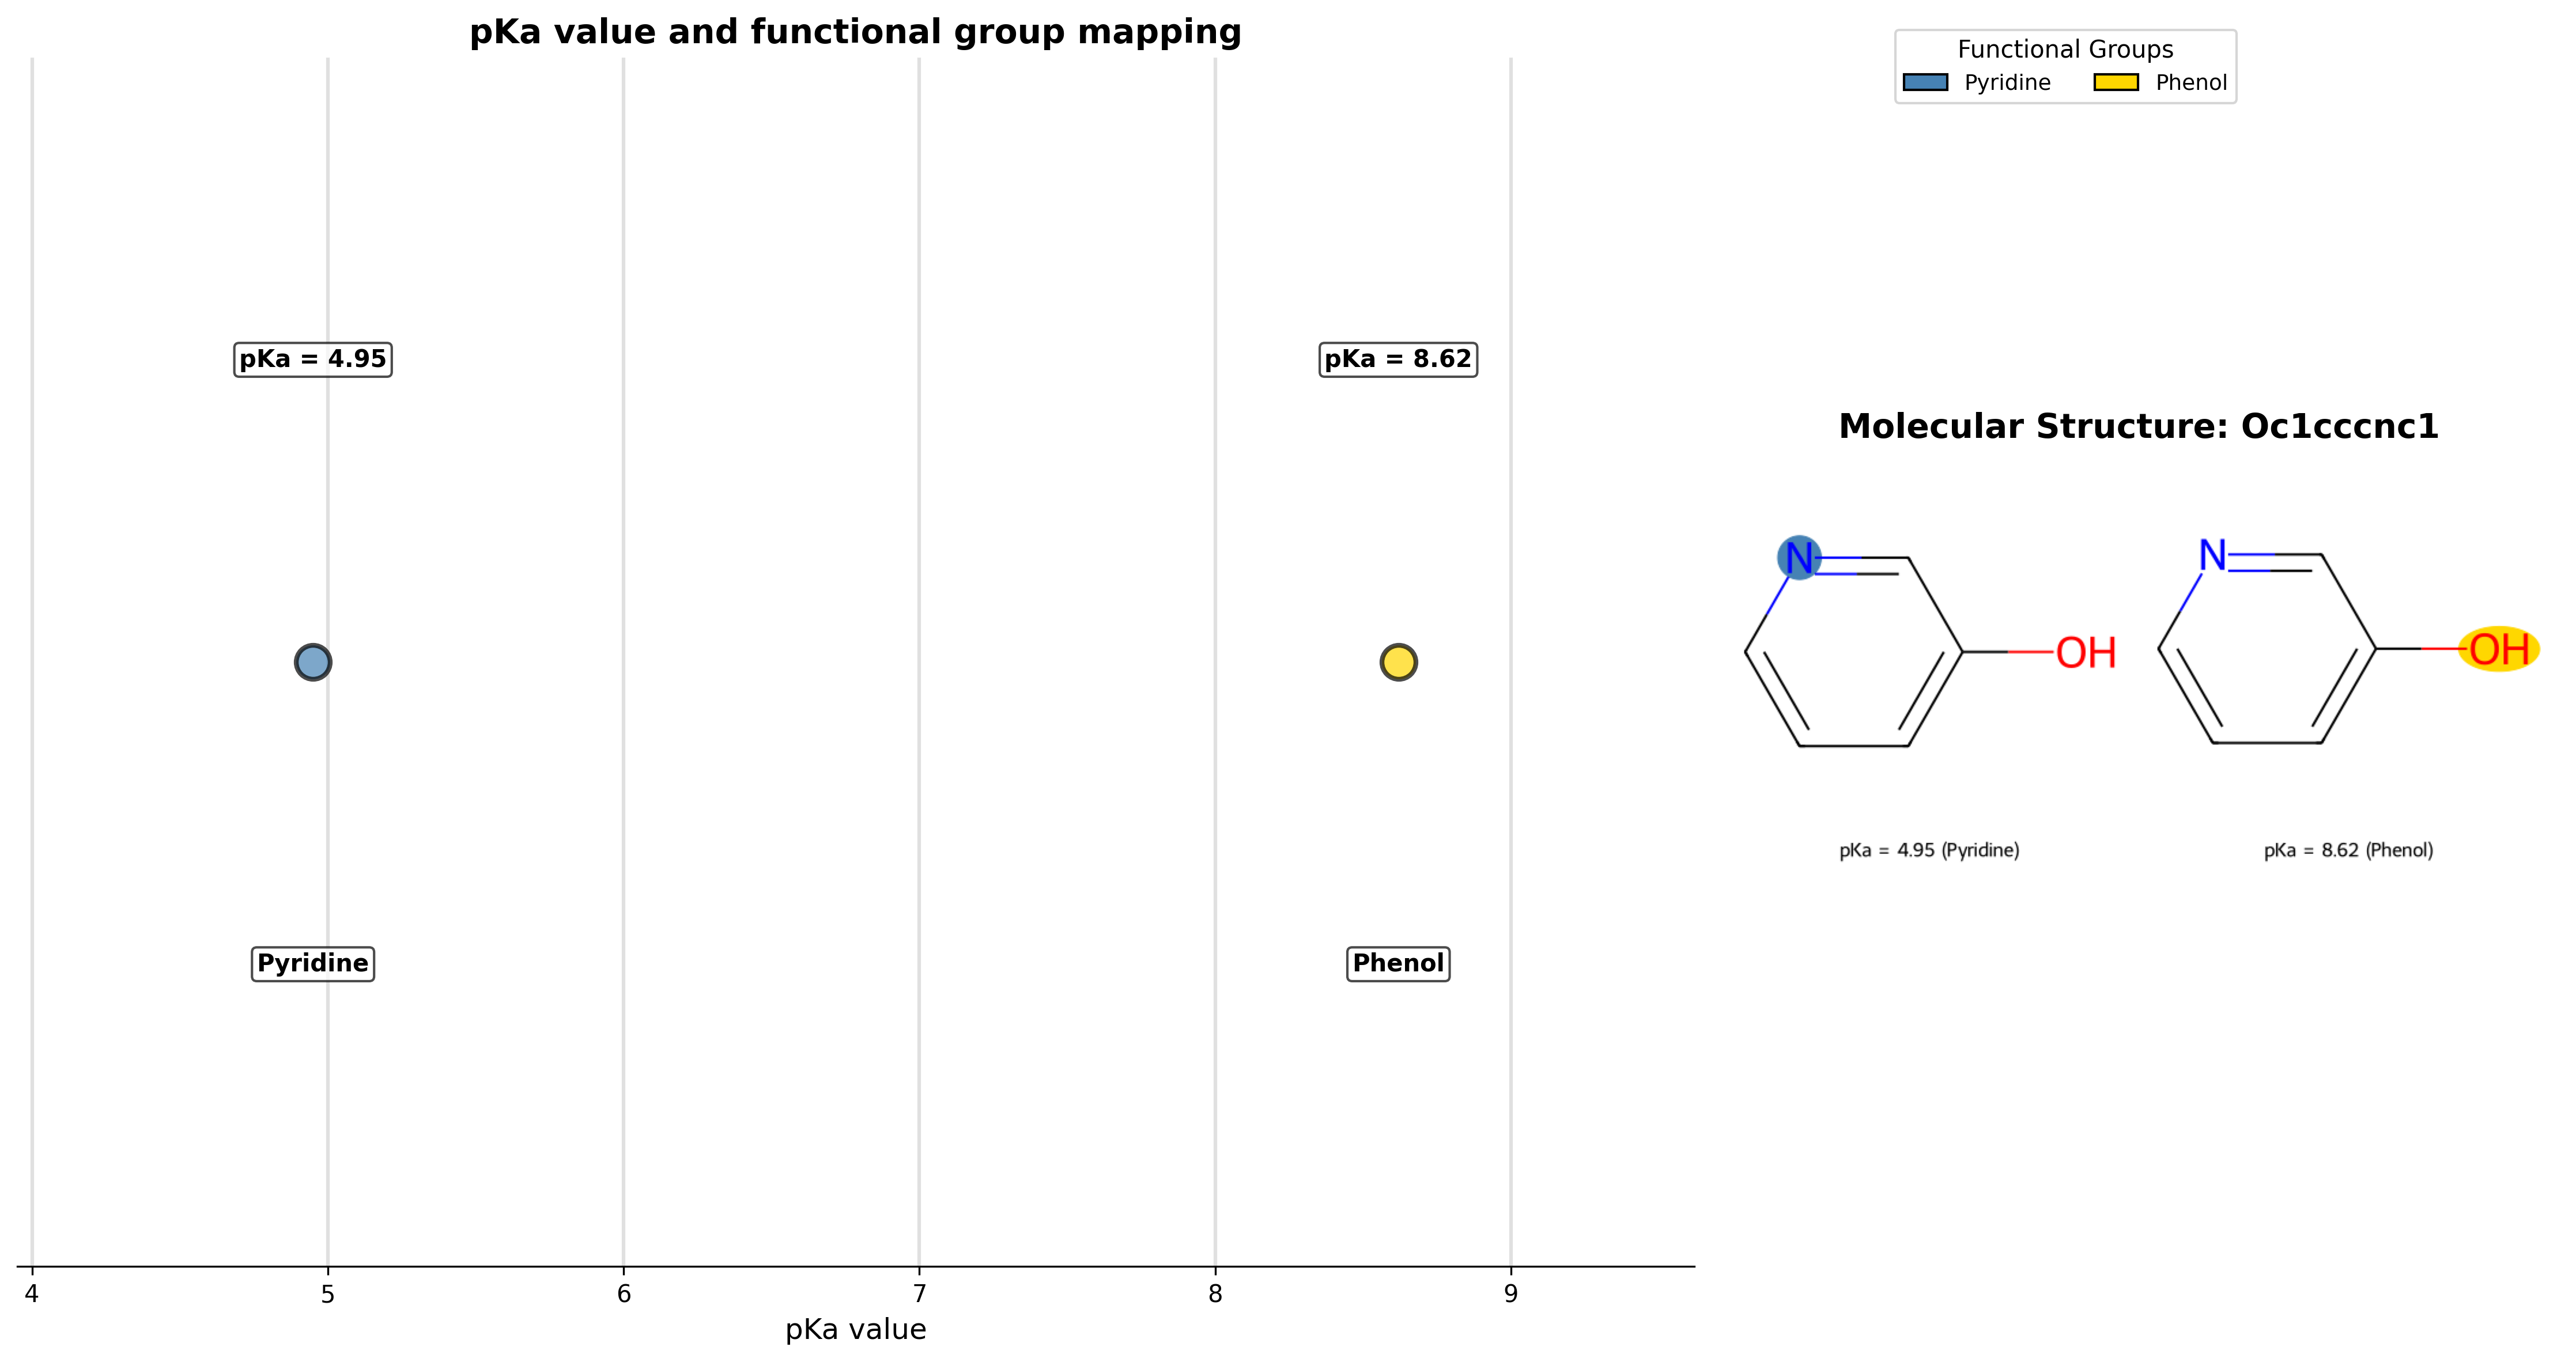 pKa value and functional group mapping
pKa = 4.95
pKa = 8.62
Pyridine
Phenol
4 5 6 7 8 9
pKa value
Functional Groups
Pyridine Phenol
Molecular Structure: Oc1cccnc1
N
OH
N
OH
pKa = 4.95 (Pyridine)
pKa = 8.62 (Phenol)